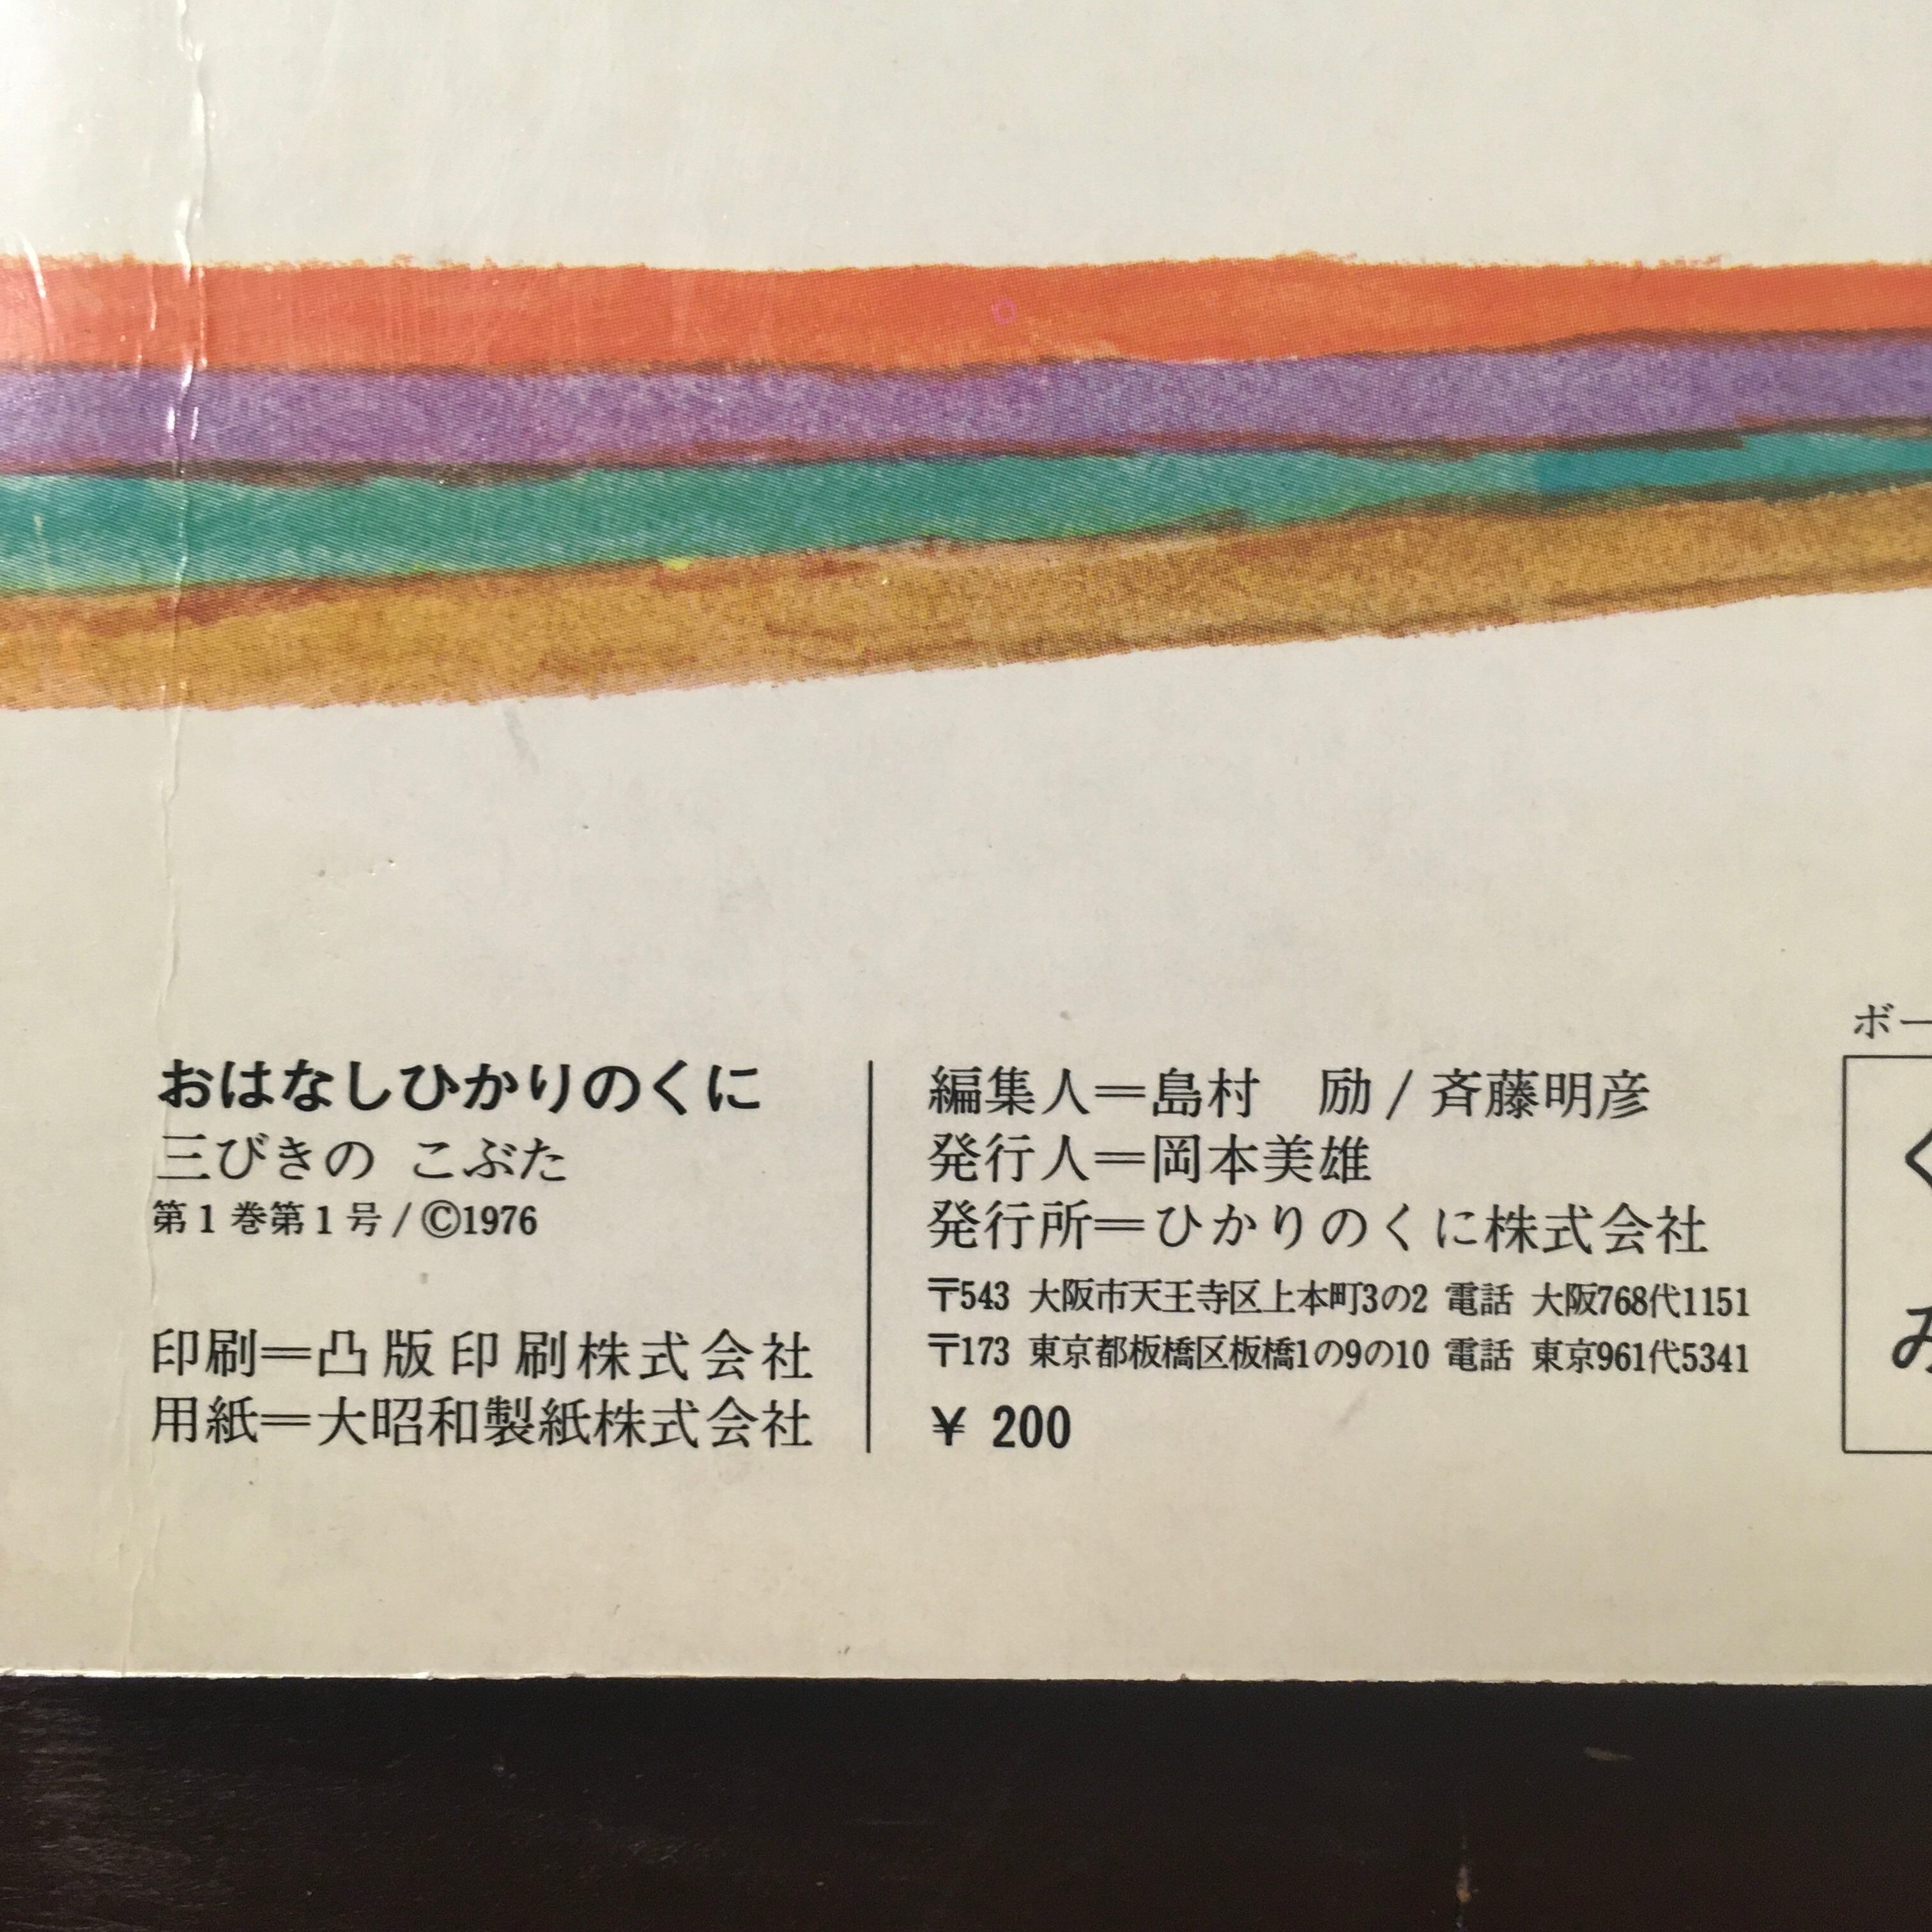 おはなしひかりのくに
三びきの こぶた
第1巻第1号/©1976
印刷＝凸版印刷株式会社
用紙＝大昭和製紙株式会社
編集人＝島村　励/斉藤明彦
発行人＝岡本美雄
発行所＝ひかりのくに株式会社
〒543 大阪市天王寺区上本町3の2 電話 大阪768代1151
〒173 東京都板橋区板橋1の9の10 電話 東京961代5341
¥ 200
ボー
く